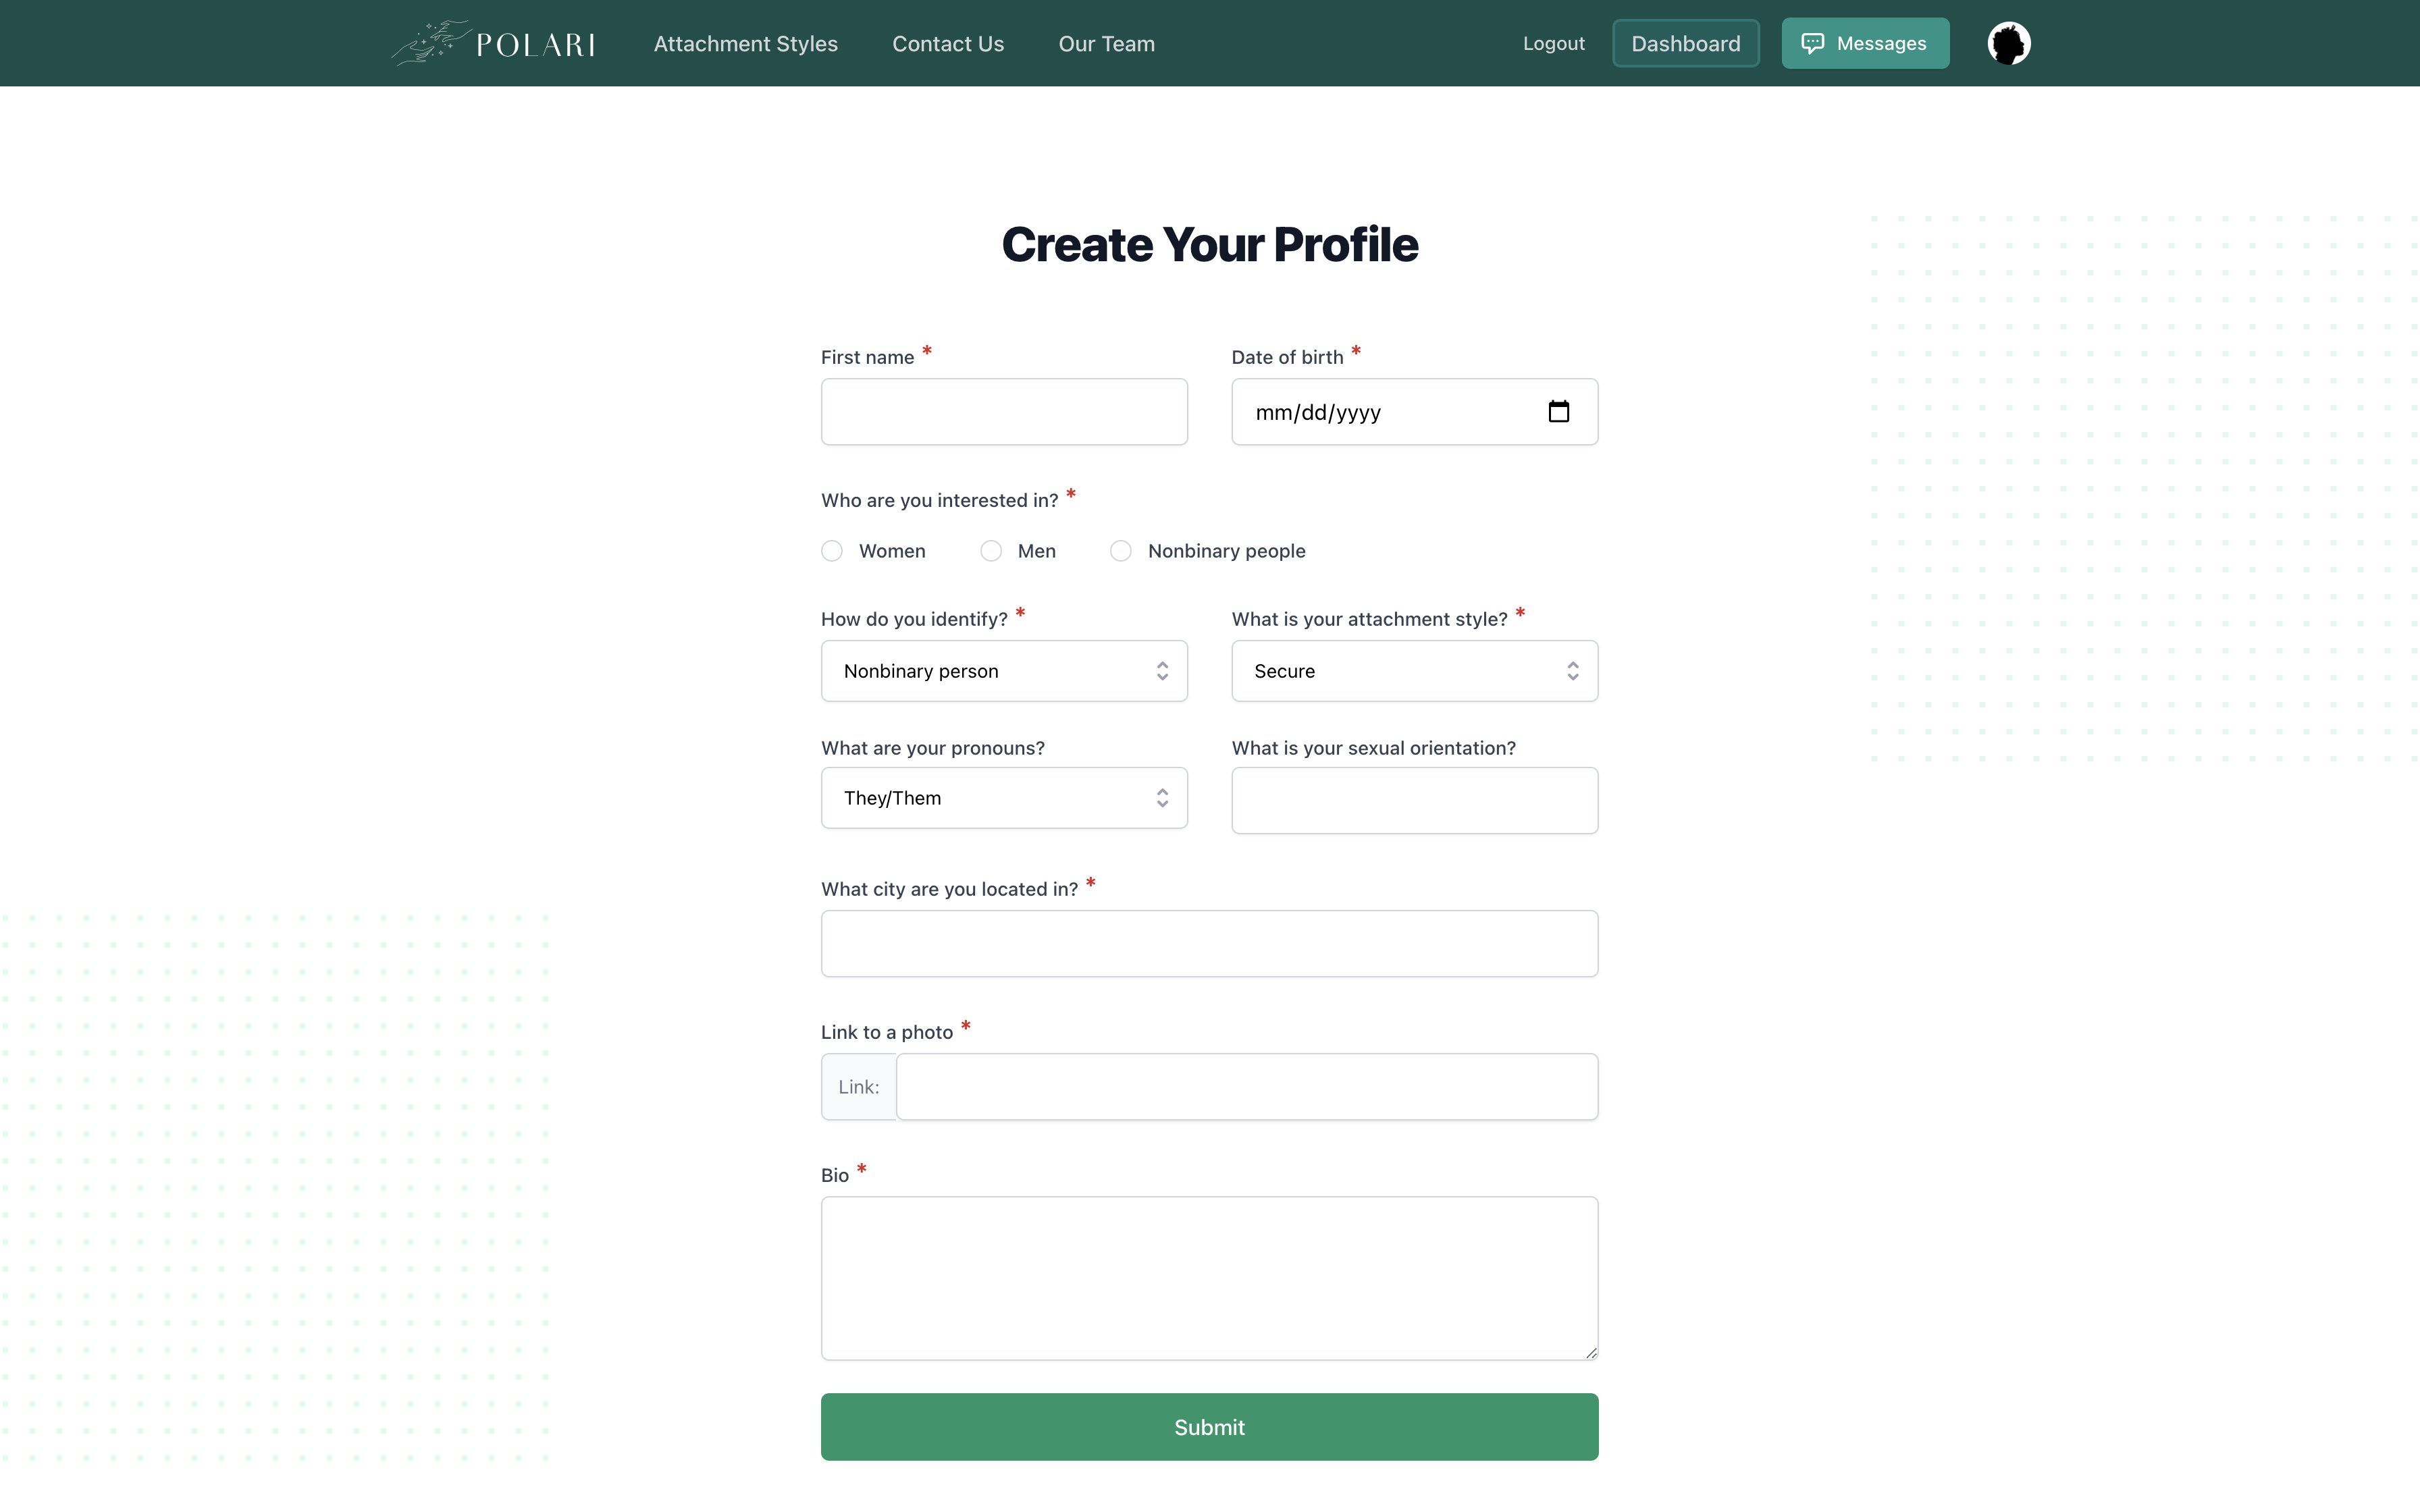 POLARI Attachment Styles Contact Us Our Team Logout Dashboard Messages
Create Your Profile
First name * Date of birth *
mm/dd/yyyy
Who are you interested in? *
Women Men Nonbinary people
How do you identify? * What is your attachment style? *
Nonbinary person Secure
What are your pronouns? What is your sexual orientation?
They/Them
What city are you located in? *
Link to a photo *
Link:
Bio *
Submit